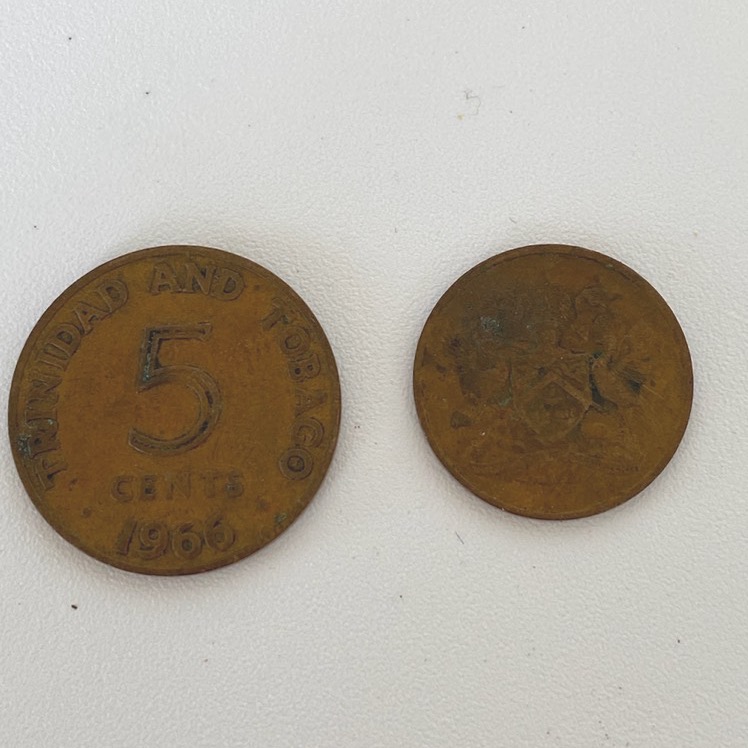 TRINIDAD AND TOBAGO
5
CENTS
1966